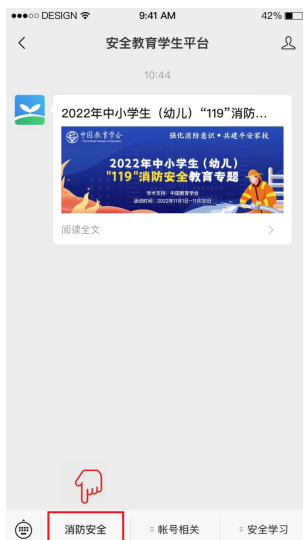 ●●●○○ DESIGN 9:41 AM 42%
安全教育学生平台
10:44
2022年中小学生（幼儿）“119”消防...
中国教育学会 强化消防意识•共建平安家校
2022年中小学生（幼儿）
"119"消防安全教育专题
学术支持：中国教育学会
活动时间：2022年11月1日-11月30日
阅读全文
消防安全 帐号相关 安全学习